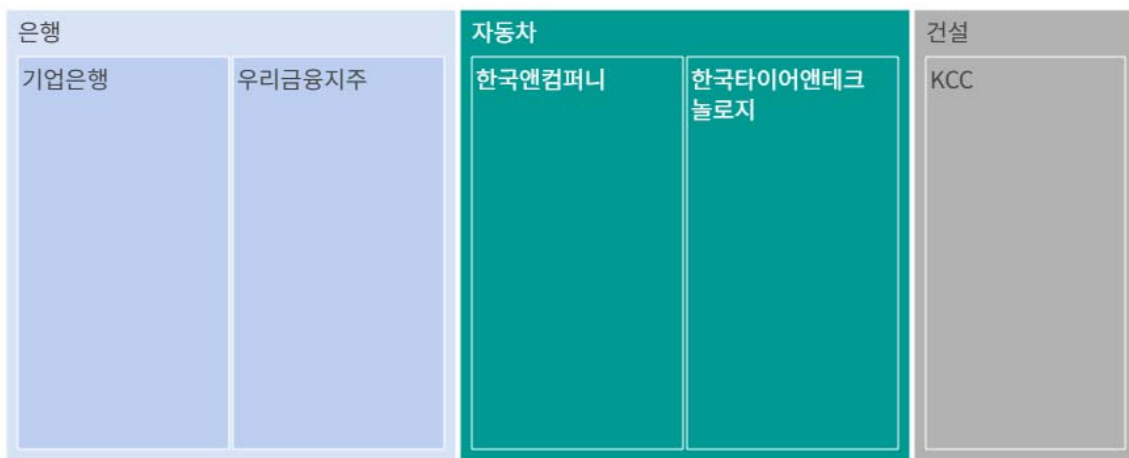 은행
기업은행
우리금융지주
자동차
한국앤컴퍼니
한국타이어앤테크
놀로지
건설
KCC